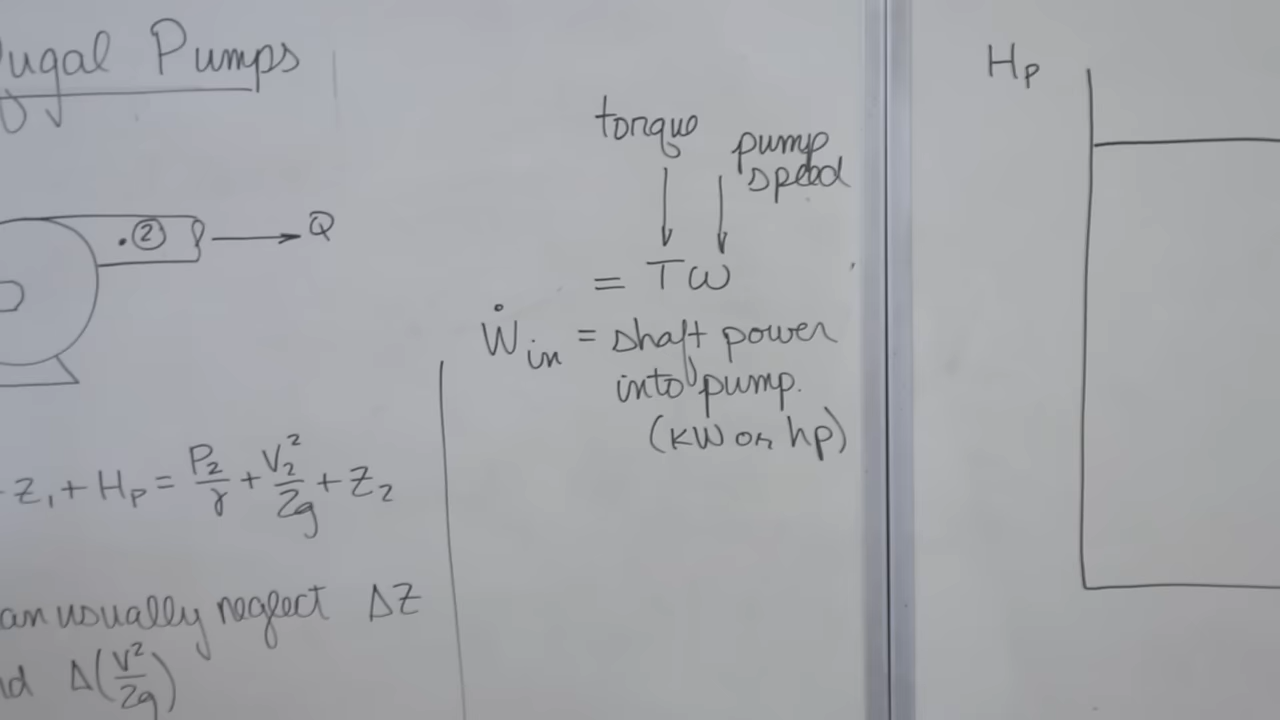 ugal Pumps
② → Q
z₁ + Hp = P₂/γ + V₂²/2g + Z₂
an usually neglect ΔZ
nd Δ(V²/2g)
torque
pump
speed
= Tω
Ẇin = shaft power
into pump.
(kW or hp)
Hp